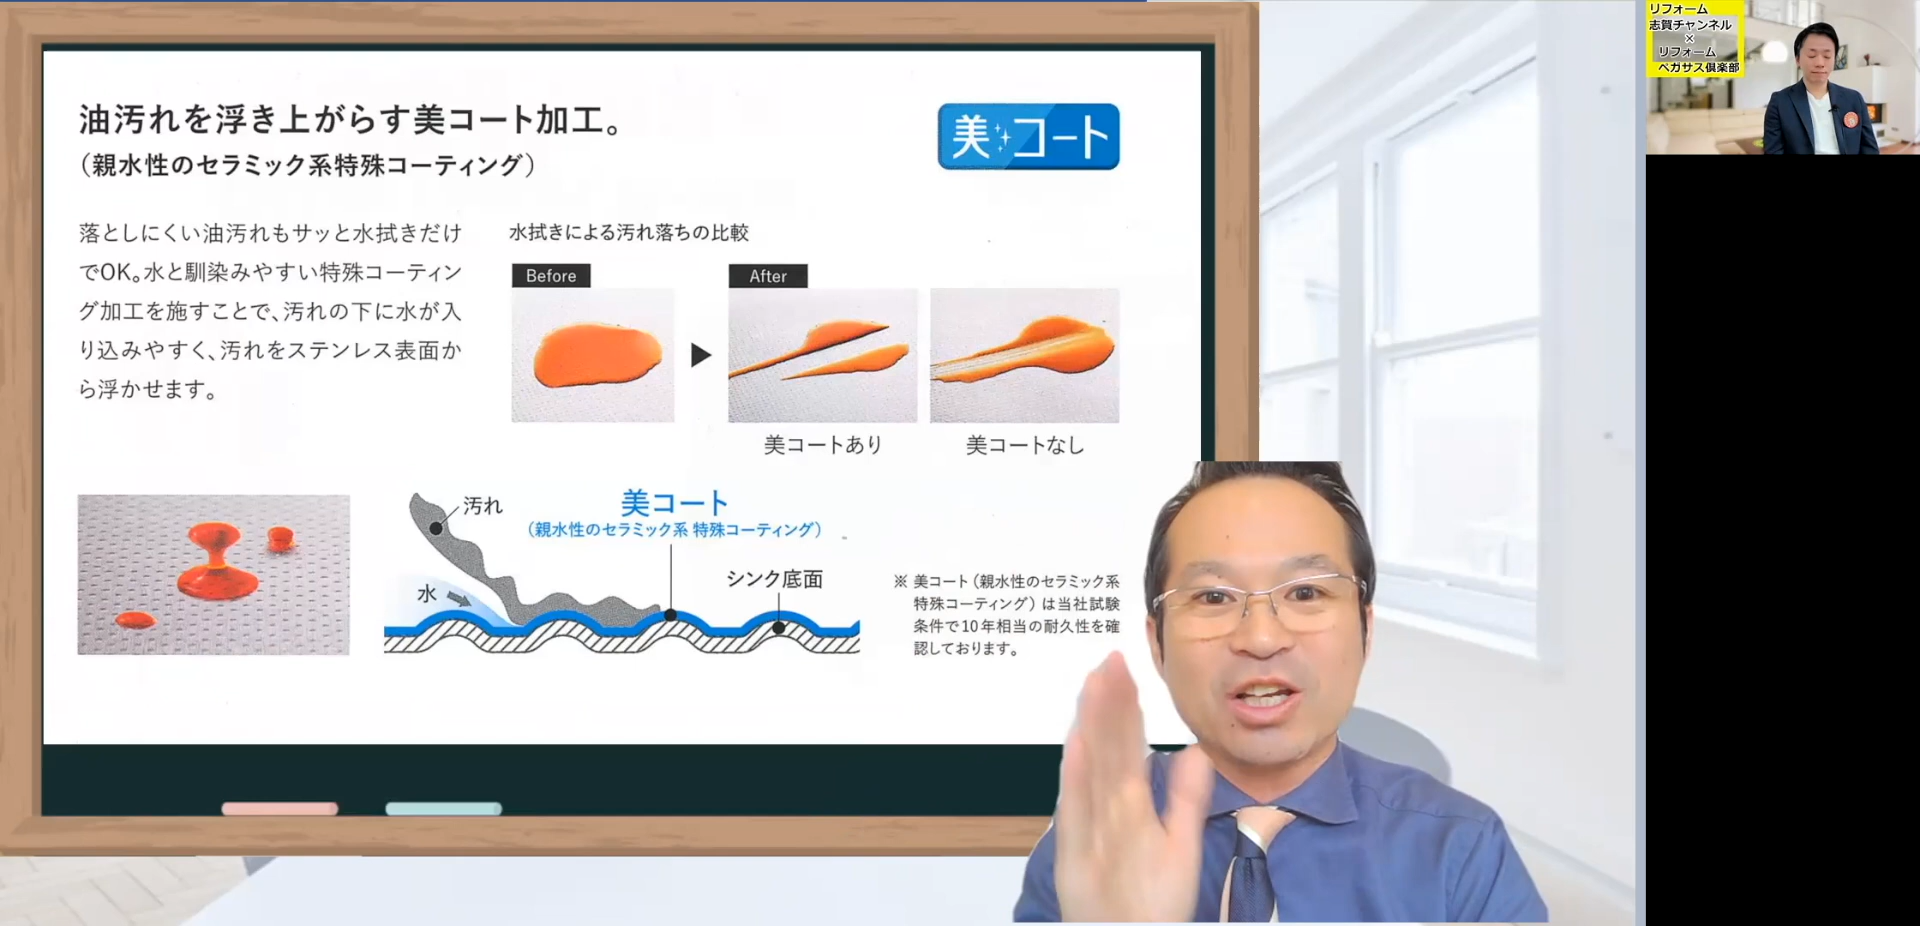 油汚れを浮き上がらす美コート加工。
（親水性のセラミック系特殊コーティング）
美コート
落としにくい油汚れもサッと水拭きだけ
でOK。水と馴染みやすい特殊コーティン
グ加工を施すことで、汚れの下に水が入
り込みやすく、汚れをステンレス表面か
ら浮かせます。
水拭きによる汚れ落ちの比較
Before
After
美コートあり
美コートなし
汚れ
美コート
（親水性のセラミック系 特殊コーティング）
水
シンク底面
※ 美コート（親水性のセラミック系
特殊コーティング）は当社試験
条件で10年相当の耐久性を確
認しております。
リフォーム
志賀チャンネル
×
リフォーム
ペガサス倶楽部